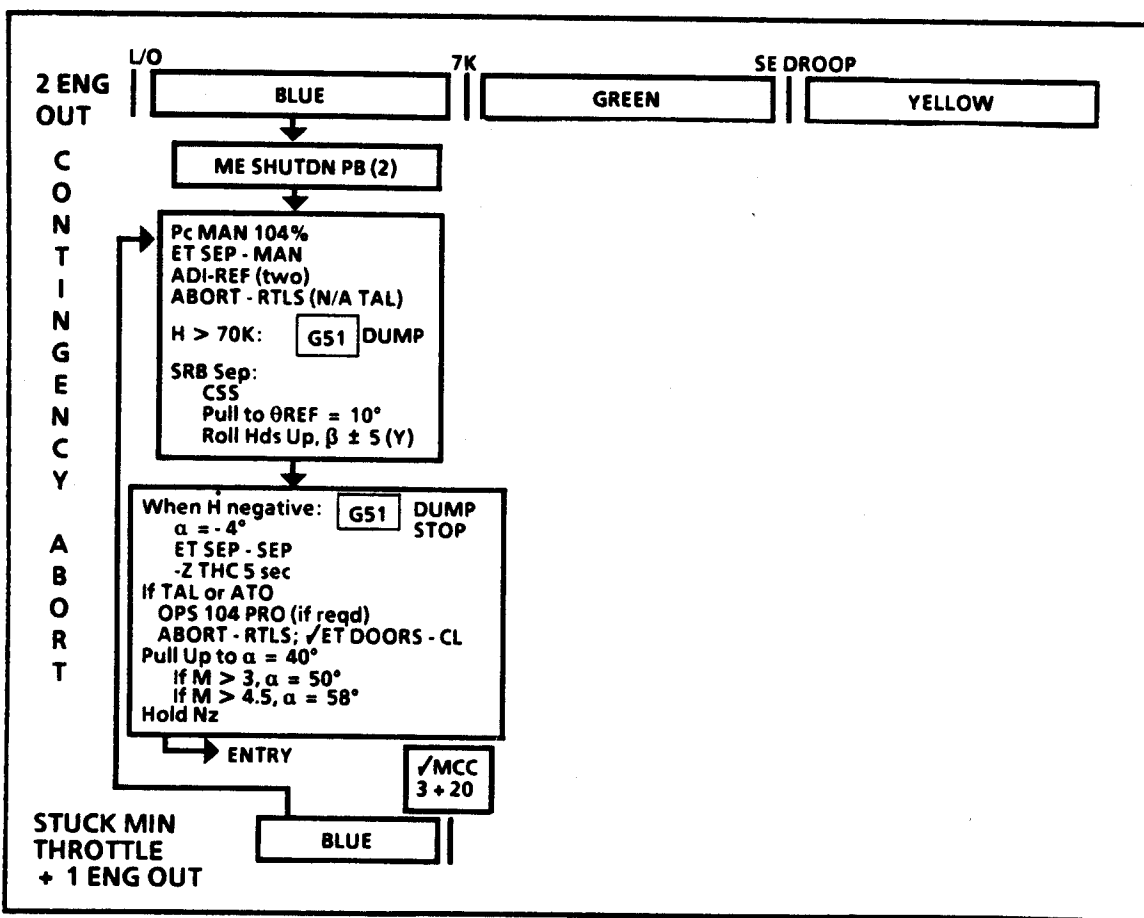 L/O
7K
SE DROOP
2 ENG
OUT
BLUE
GREEN
YELLOW
CONTINGENCY ABORT
ME SHUTDN PB (2)
Pc MAN 104%
ET SEP - MAN
ADI-REF (two)
ABORT - RTLS (N/A TAL)
H > 70K: G51 DUMP
SRB Sep:
CSS
Pull to θREF = 10°
Roll Hds Up, β ± 5 (Y)
When Ḣ negative: G51 DUMP
STOP
α = - 4°
ET SEP - SEP
-Z THC 5 sec
If TAL or ATO
OPS 104 PRO (if reqd)
ABORT - RTLS; ✓ET DOORS - CL
Pull Up to α = 40°
If M > 3, α = 50°
If M > 4.5, α = 58°
Hold Nz
ENTRY
✓MCC
3 + 20
STUCK MIN
THROTTLE
+ 1 ENG OUT
BLUE